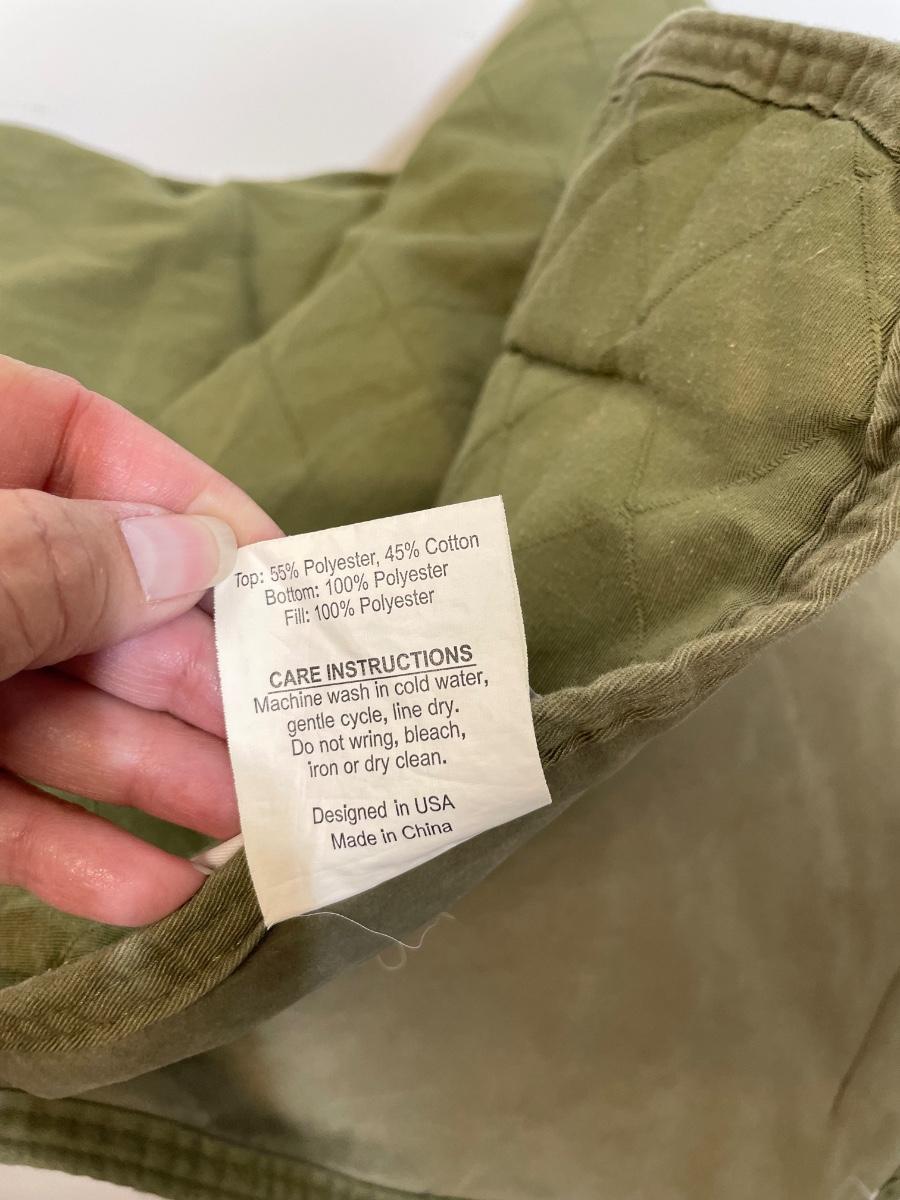 Top: 55% Polyester, 45% Cotton
Bottom: 100% Polyester
Fill: 100% Polyester
CARE INSTRUCTIONS
Machine wash in cold water,
gentle cycle, line dry.
Do not wring, bleach,
iron or dry clean.
Designed in USA
Made in China